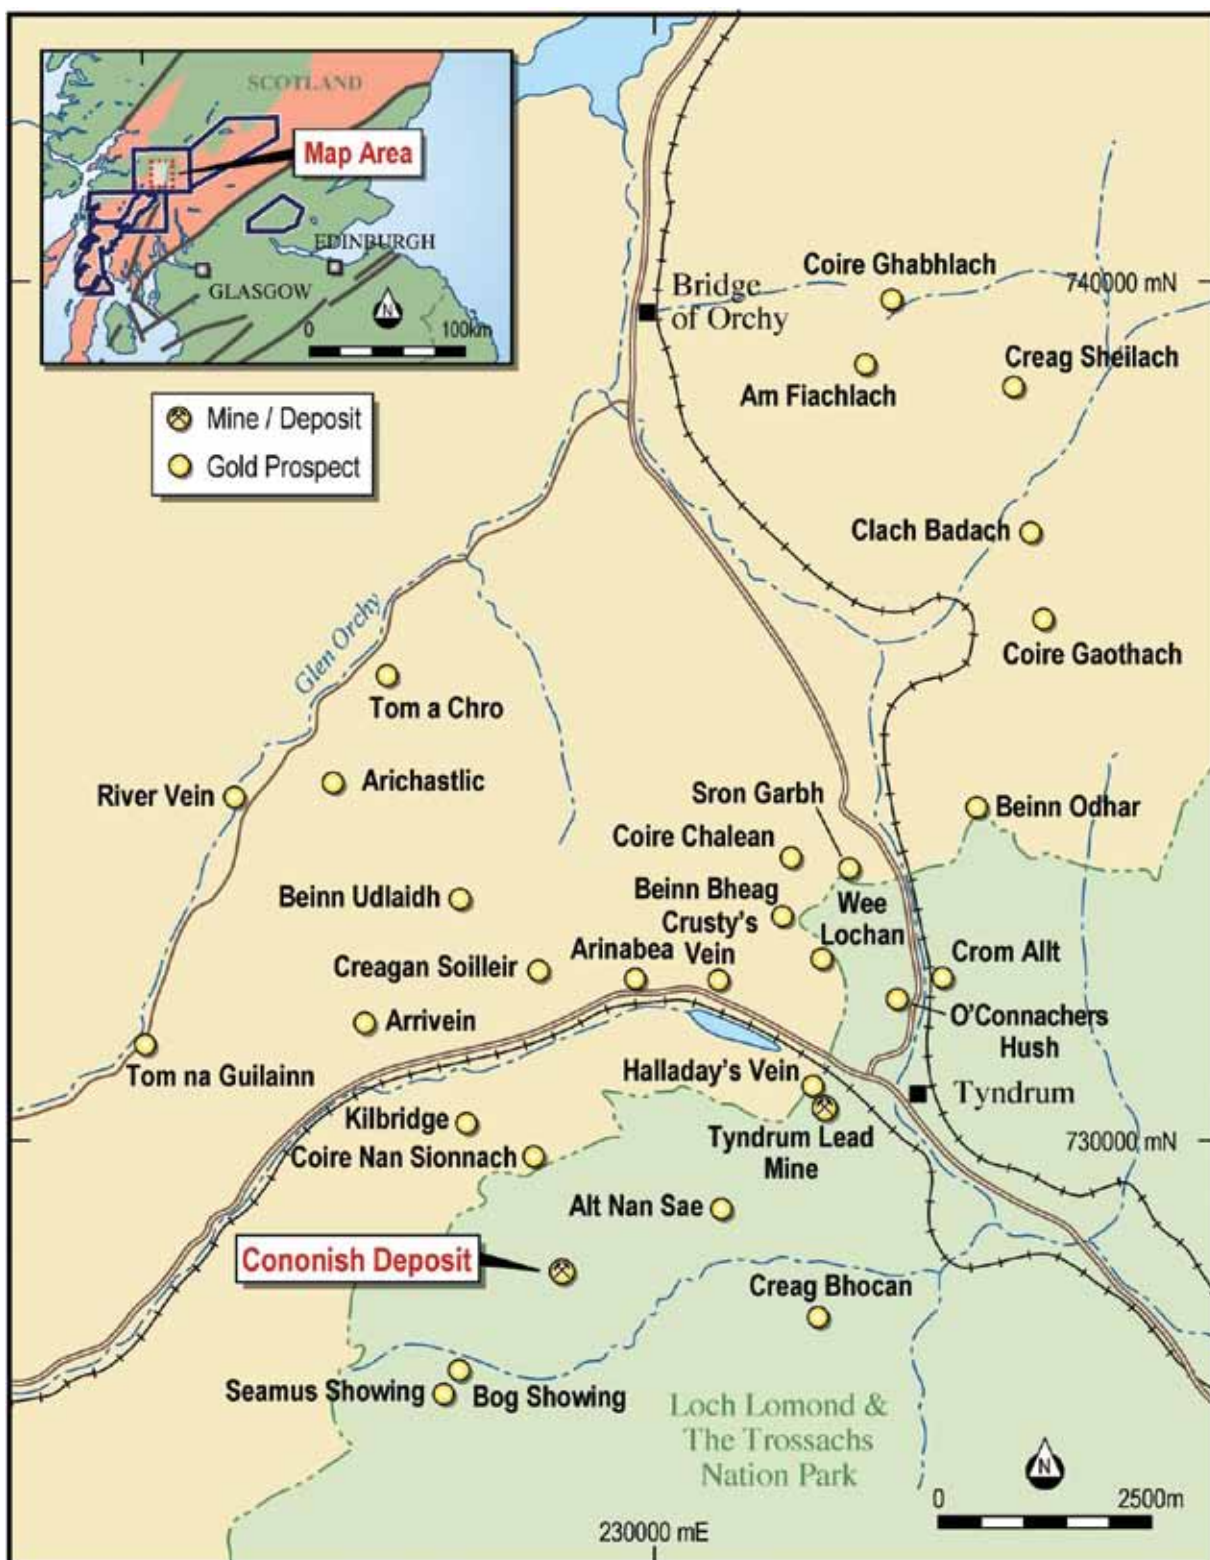 SCOTLAND
Map Area
EDINBURGH
GLASGOW
N
0
100km
Mine / Deposit
Gold Prospect
Coire Ghabhlach
740000 mN
Bridge
of Orchy
Creag Sheilach
Am Fiachlach
Clach Badach
Glen Orchy
Coire Gaothach
Tom a Chro
Arichastlic
River Vein
Sron Garbh
Beinn Odhar
Coire Chalean
Beinn Udlaidh
Beinn Bheag
Crusty's
Vein
Wee
Lochan
Arinabea
Creagan Soilleir
Crom Allt
Arrivein
O'Connachers
Hush
Tom na Guilainn
Halladay's Vein
Tyndrum
Kilbridge
Tyndrum Lead
Mine
730000 mN
Coire Nan Sionnach
Alt Nan Sae
Cononish Deposit
Creag Bhocan
Seamus Showing
Bog Showing
Loch Lomond &
The Trossachs
Nation Park
N
0
2500m
230000 mE